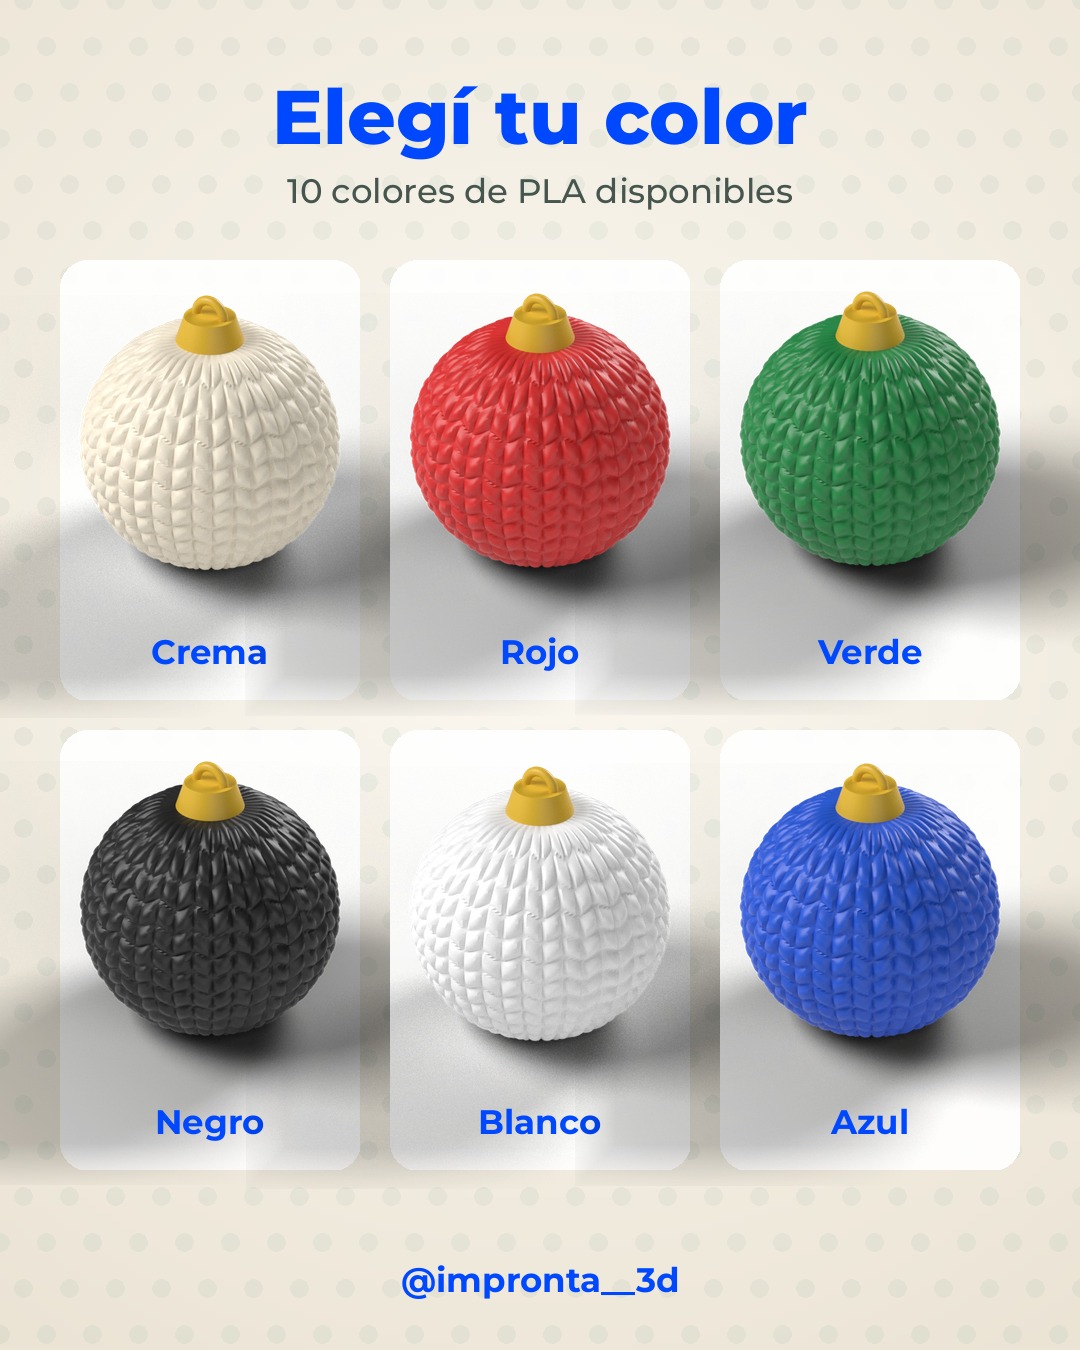 Elegí tu color
10 colores de PLA disponibles
Crema
Rojo
Verde
Negro
Blanco
Azul
@impronta__3d